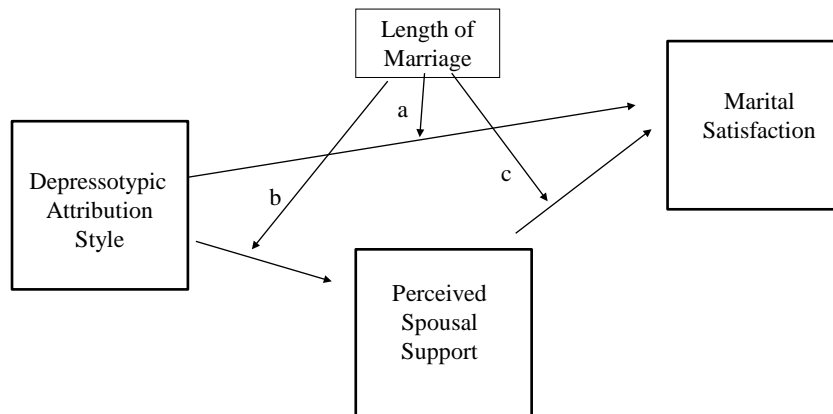 Length of
Marriage
Marital
Satisfaction
a
Depressotypic
Attribution
Style
b
c
Perceived
Spousal
Support